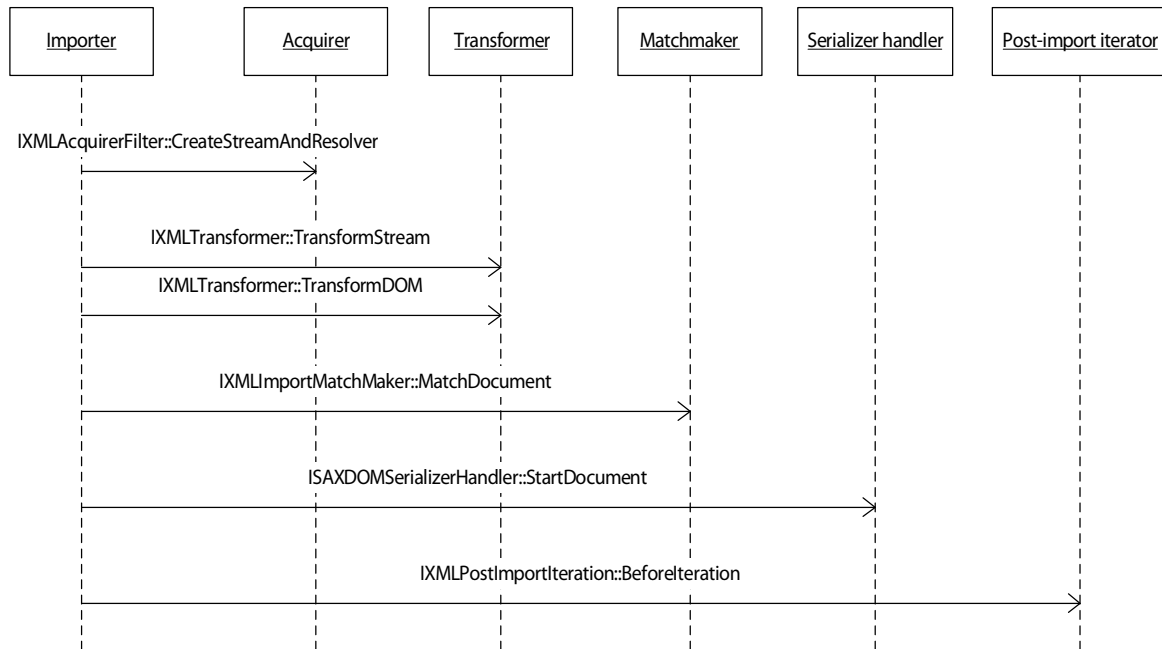 Importer
Acquirer
Transformer
Matchmaker
Serializer handler
Post-import iterator
IXMLAcquirerFilter::CreateStreamAndResolver
IXMLTransformer::TransformStream
IXMLTransformer::TransformDOM
IXMLImportMatchMaker::MatchDocument
ISAXDOMSerializerHandler::StartDocument
IXMLPostImportIteration::BeforeIteration